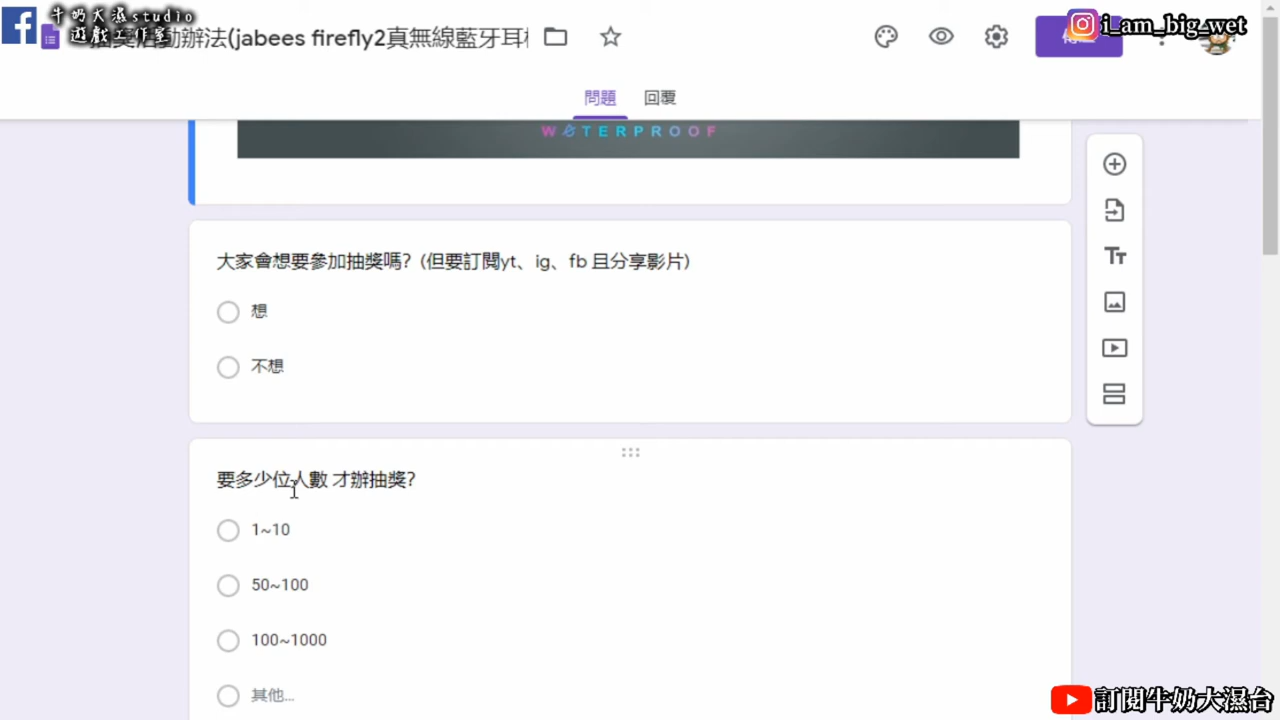 牛奶大濕studio
遊戲工作室
抽獎活動辦法(jabees firefly2真無線藍牙耳
i_am_big_wet
問題 回覆
WATERPROOF
大家會想要參加抽獎嗎? (但要訂閱yt、ig、fb 且分享影片)
想
不想
要多少位人數 才辦抽獎?
1~10
50~100
100~1000
其他...
訂閱牛奶大濕台